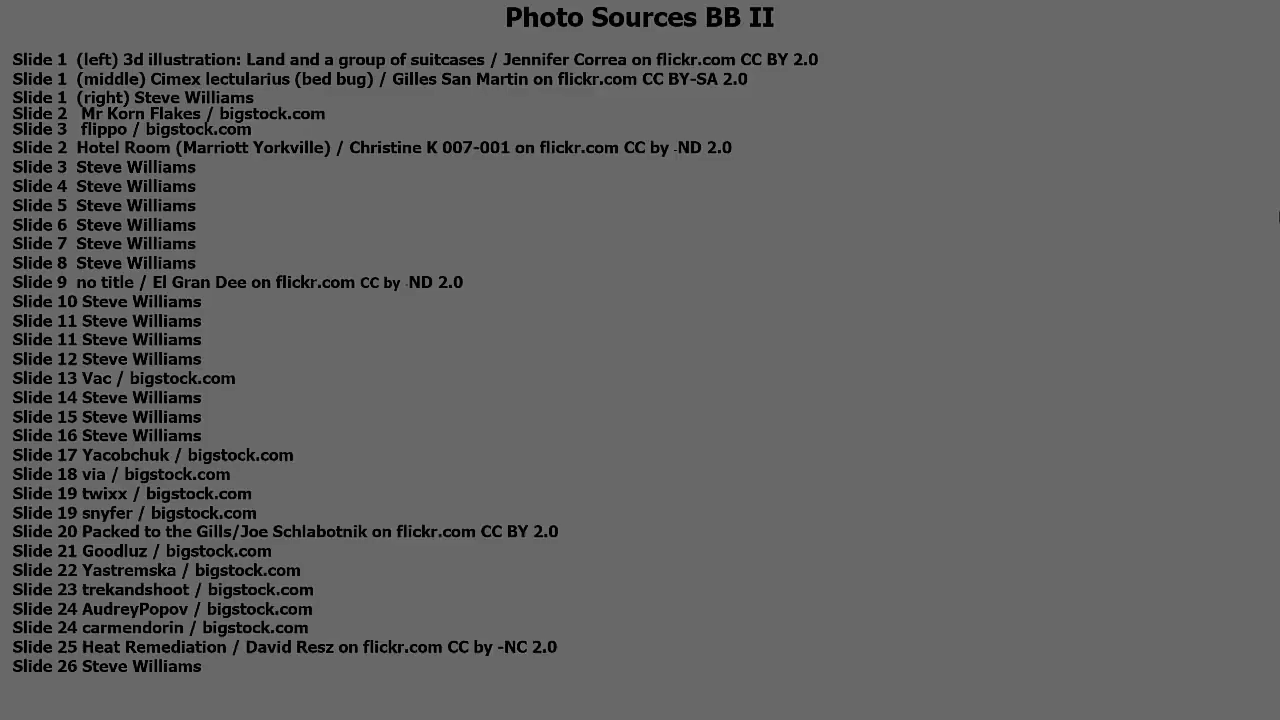 Photo Sources BB II
Slide 1 (left) 3d illustration: Land and a group of suitcases / Jennifer Correa on flickr.com CC BY 2.0
Slide 1 (middle) Cimex lectularius (bed bug) / Gilles San Martin on flickr.com CC BY-SA 2.0
Slide 1 (right) Steve Williams
Slide 2 Mr Korn Flakes / bigstock.com
Slide 3 flippo / bigstock.com
Slide 2 Hotel Room (Marriott Yorkville) / Christine K 007-001 on flickr.com CC by -ND 2.0
Slide 3 Steve Williams
Slide 4 Steve Williams
Slide 5 Steve Williams
Slide 6 Steve Williams
Slide 7 Steve Williams
Slide 8 Steve Williams
Slide 9 no title / El Gran Dee on flickr.com CC by -ND 2.0
Slide 10 Steve Williams
Slide 11 Steve Williams
Slide 11 Steve Williams
Slide 12 Steve Williams
Slide 13 Vac / bigstock.com
Slide 14 Steve Williams
Slide 15 Steve Williams
Slide 16 Steve Williams
Slide 17 Yacobchuk / bigstock.com
Slide 18 via / bigstock.com
Slide 19 twixx / bigstock.com
Slide 19 snyfer / bigstock.com
Slide 20 Packed to the Gills/Joe Schlabotnik on flickr.com CC BY 2.0
Slide 21 Goodluz / bigstock.com
Slide 22 Yastremska / bigstock.com
Slide 23 trekandshoot / bigstock.com
Slide 24 AudreyPopov / bigstock.com
Slide 24 carmendorin / bigstock.com
Slide 25 Heat Remediation / David Resz on flickr.com CC by -NC 2.0
Slide 26 Steve Williams